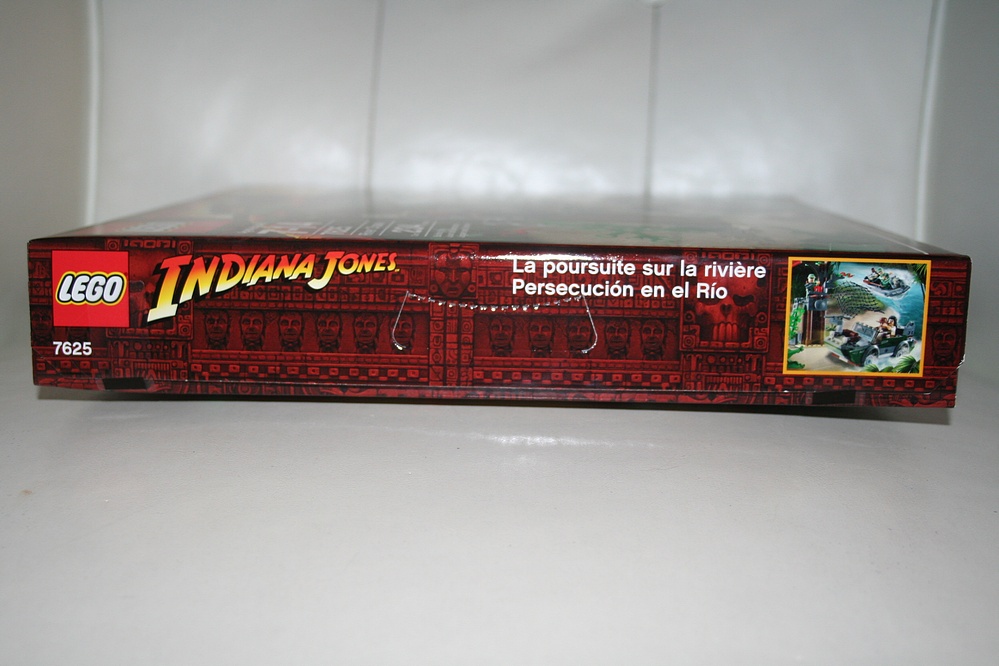 LEGO
7625
INDIANA JONES
La poursuite sur la rivière
Persecución en el Río